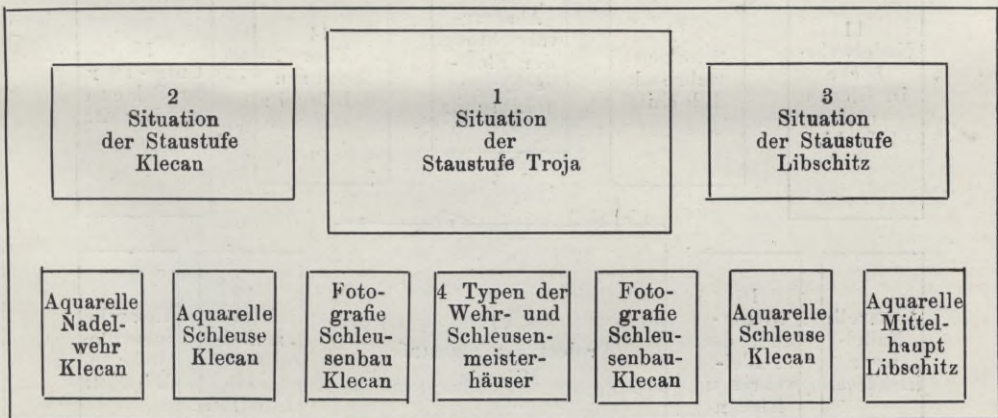 2
Situation
der Staustufe
Klecan
1
Situation
der
Staustufe Troja
3
Situation
der Staustufe
Libschitz
Aquarelle
Nadel-
wehr
Klecan
Aquarelle
Schleuse
Klecan
Foto-
grafie
Schleu-
senbau
Klecan
4 Typen der
Wehr- und
Schleusen-
meister-
häuser
Foto-
grafie
Schleu-
senbau-
Klecan
Aquarelle
Schleuse
Klecan
Aquarelle
Mittel-
haupt
Libschitz